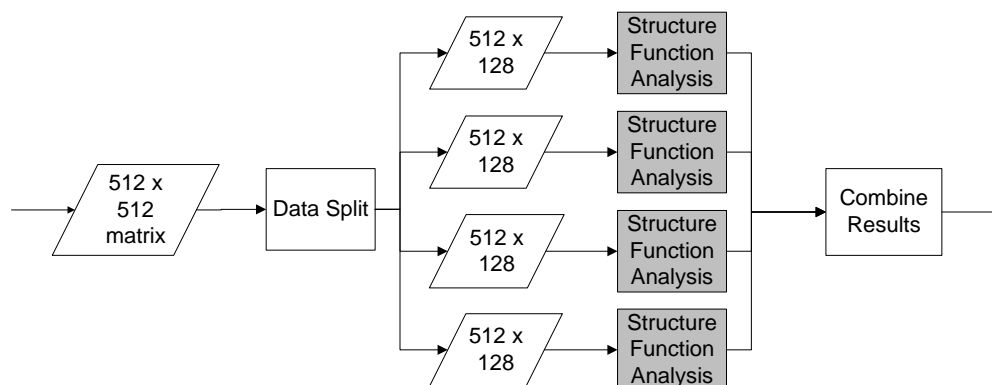 512 x
512
matrix
Data Split
512 x
128
Structure
Function
Analysis
512 x
128
Structure
Function
Analysis
512 x
128
Structure
Function
Analysis
512 x
128
Structure
Function
Analysis
Combine
Results